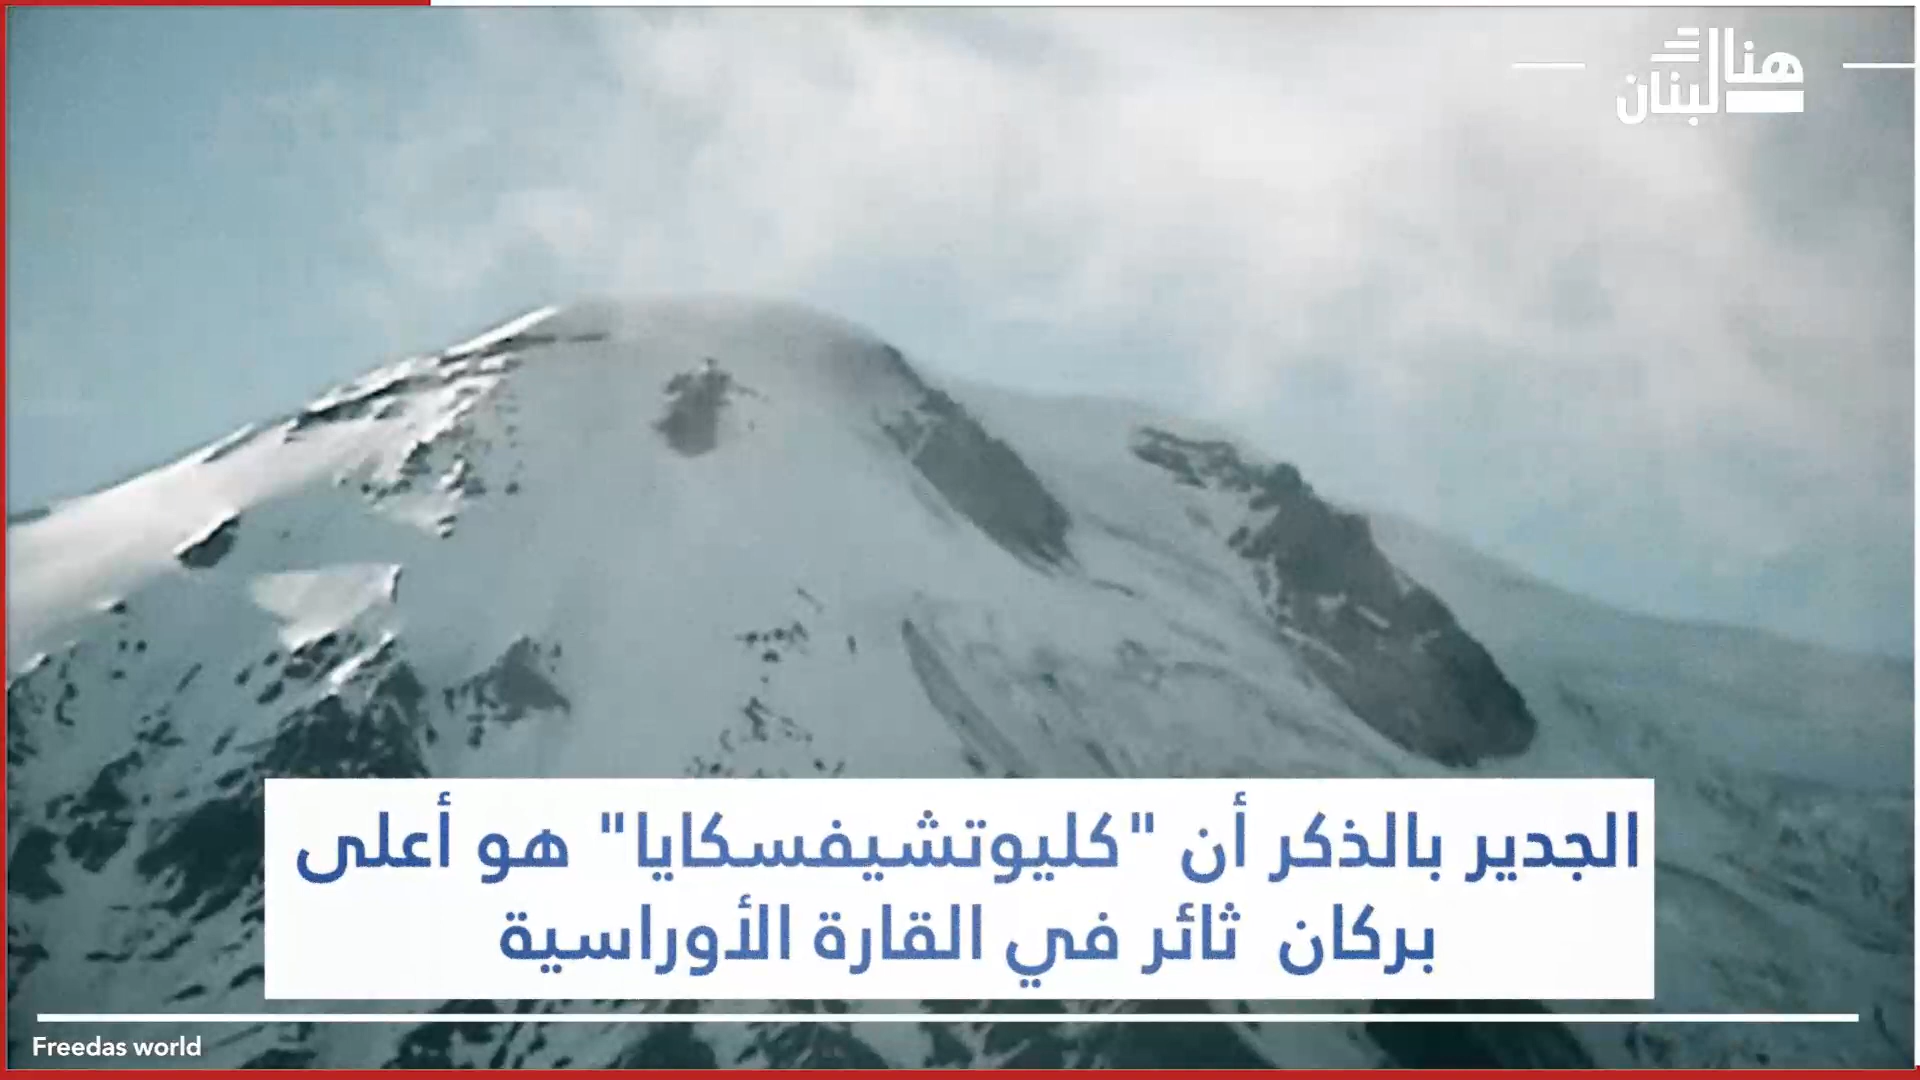 هنا
لبنان
الجدير بالذكر أن "كليوتشيفسكايا" هو أعلى
بركان ثائر في القارة الأوراسية
Freedas world